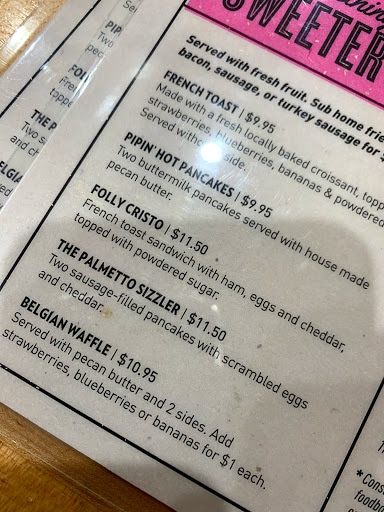 SWEETER
Served with fresh fruit. Sub home frie
bacon, sausage, or turkey sausage for
FRENCH TOAST | $9.95
Made with a fresh locally baked croissant, topp
strawberries, blueberries, bananas & powdered
Served with side.
PIPIN' HOT PANCAKES | $9.95
Two buttermilk pancakes served with house made
pecan butter.
FOLLY CRISTO | $11.50
French toast sandwich with ham, eggs and cheddar,
topped with powdered sugar.
THE PALMETTO SIZZLER | $11.50
Two sausage-filled pancakes with scrambled eggs
and cheddar.
BELGIAN WAFFLE | $10.95
Served with pecan butter and 2 sides. Add
strawberries, blueberries or bananas for $1 each.
*Cons
foodbo